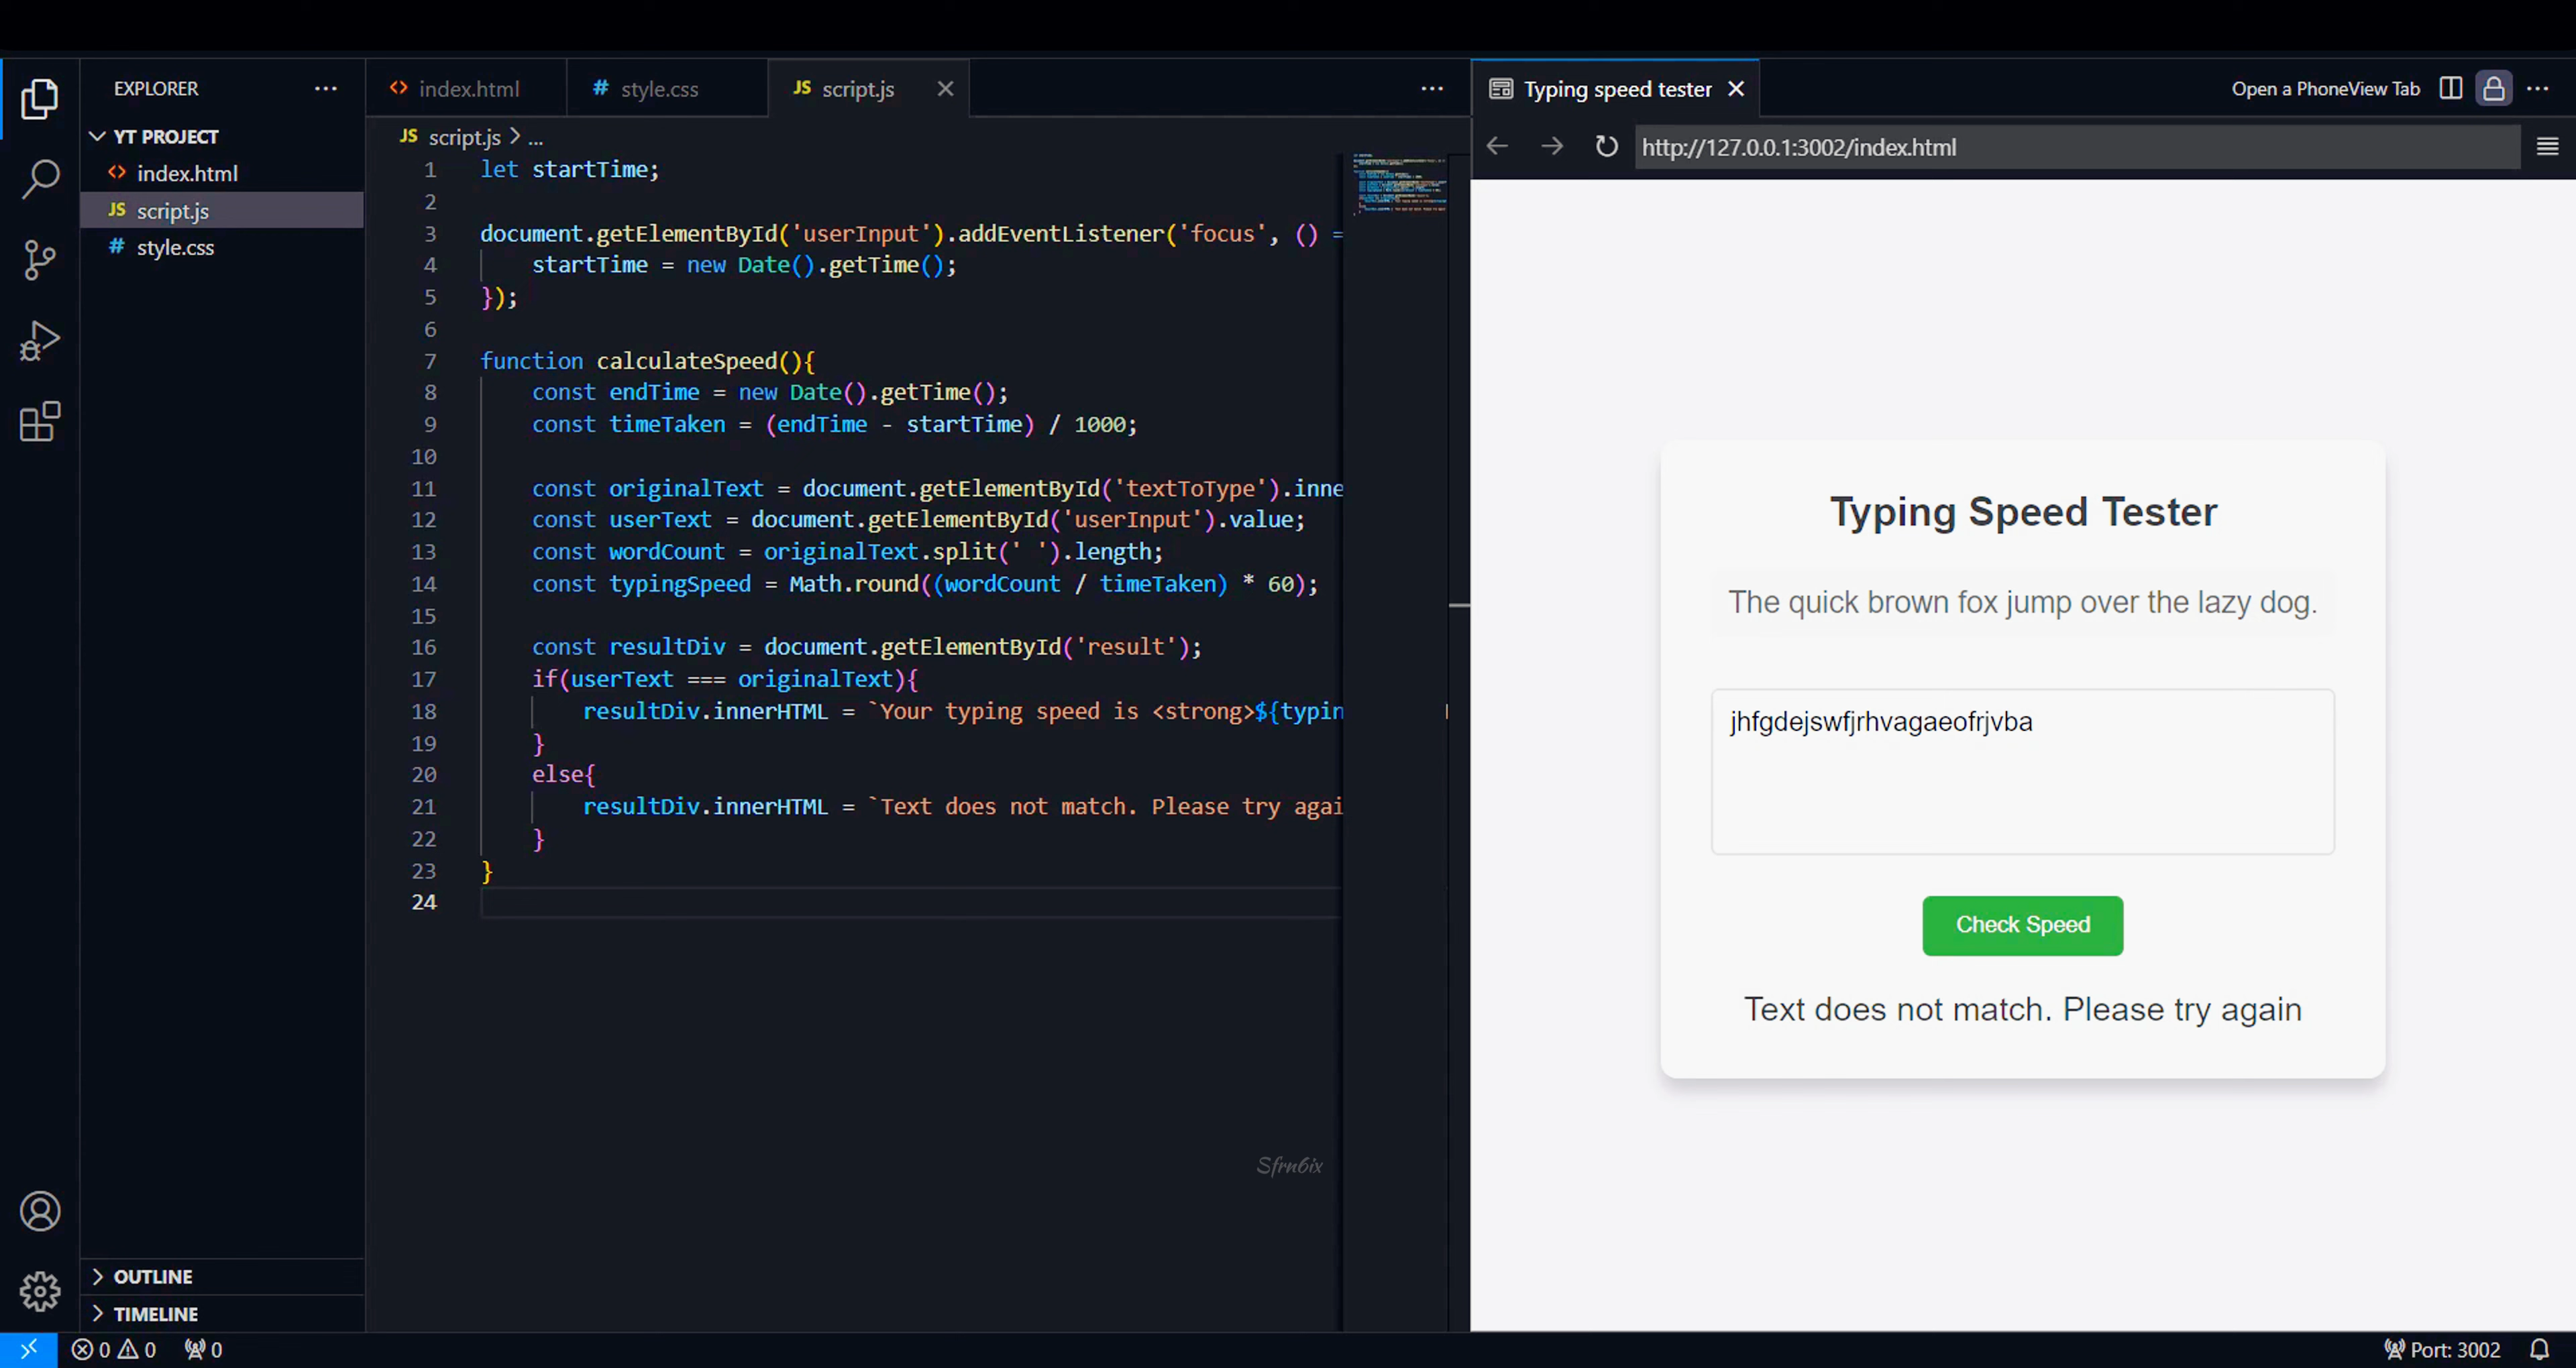 EXPLORER
YT PROJECT
index.html
JS script.js
# style.css
OUTLINE
TIMELINE
index.html
# style.css
JS script.js
JS script.js > ...
1 let startTime;
2
3 document.getElementById('userInput').addEventListener('focus', () =
4 startTime = new Date().getTime();
5 });
6
7 function calculateSpeed(){
8 const endTime = new Date().getTime();
9 const timeTaken = (endTime - startTime) / 1000;
10
11 const originalText = document.getElementById('textToType').inne
12 const userText = document.getElementById('userInput').value;
13 const wordCount = originalText.split(' ').length;
14 const typingSpeed = Math.round((wordCount / timeTaken) * 60);
15
16 const resultDiv = document.getElementById('result');
17 if(userText === originalText){
18 resultDiv.innerHTML = `Your typing speed is <strong>${typin
19 }
20 else{
21 resultDiv.innerHTML = `Text does not match. Please try agai
22 }
23 }
24
Sfrn6ix
Typing speed tester
Open a PhoneView Tab
http://127.0.0.1:3002/index.html
Typing Speed Tester
The quick brown fox jump over the lazy dog.
jhfgdejswfjrhvagaeofrjvba
Check Speed
Text does not match. Please try again
0 0 0
Port: 3002